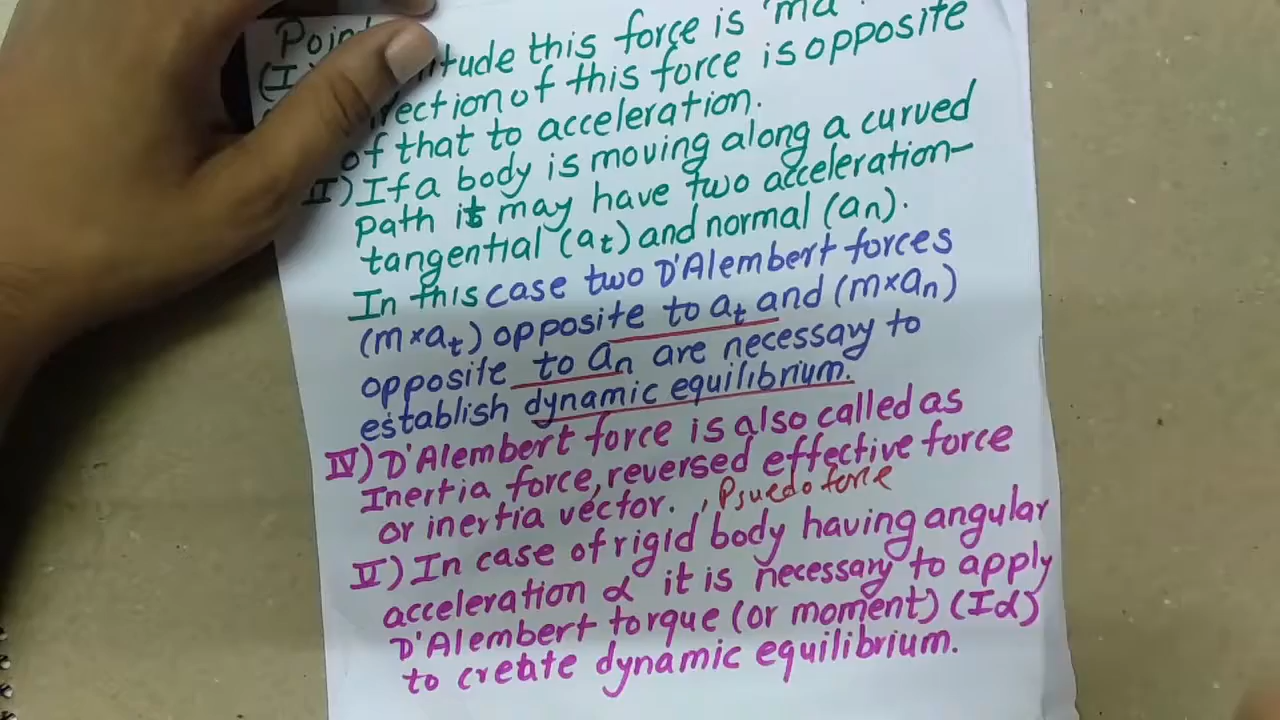 Poin
(I) itude this force is 'ma'.
rection of this force is opposite
of that to acceleration.
II) If a body is moving along a curved
path it may have two acceleration-
tangential (at) and normal (an).
In this case two D'Alembert forces
(m×at) opposite to at and (m×an)
opposite to an are necessary to
establish dynamic equilibrium.
IV) D'Alembert force is also called as
Inertia force, reversed effective force
or inertia vector. , Psuedo force
V) In case of rigid body having angular
acceleration α it is necessary to apply
D'Alembert torque (or moment) (Iα)
to create dynamic equilibrium.